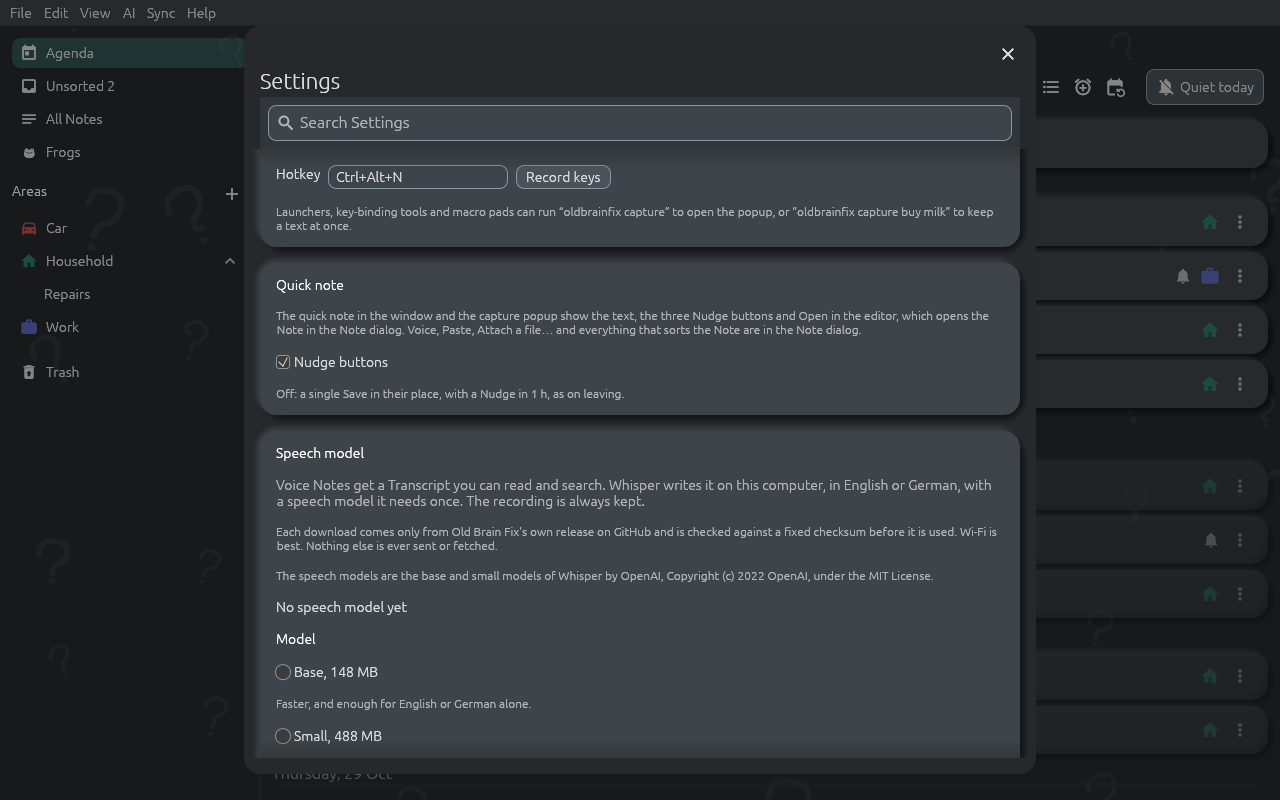 File Edit View AI Sync Help
Agenda
Unsorted 2
All Notes
Frogs
Areas
Car
Household
Repairs
Work
Trash
Settings
Search Settings
Hotkey Ctrl+Alt+N Record keys
Launchers, key-binding tools and macro pads can run “oldbrainfix capture” to open the popup, or “oldbrainfix capture buy milk” to keep
a text at once.
Quick note
The quick note in the window and the capture popup show the text, the three Nudge buttons and Open in the editor, which opens the
Note in the Note dialog. Voice, Paste, Attach a file… and everything that sorts the Note are in the Note dialog.
Nudge buttons
Off: a single Save in their place, with a Nudge in 1 h, as on leaving.
Speech model
Voice Notes get a Transcript you can read and search. Whisper writes it on this computer, in English or German, with
a speech model it needs once. The recording is always kept.
Each download comes only from Old Brain Fix's own release on GitHub and is checked against a fixed checksum before it is used. Wi-Fi is
best. Nothing else is ever sent or fetched.
The speech models are the base and small models of Whisper by OpenAI, Copyright (c) 2022 OpenAI, under the MIT License.
No speech model yet
Model
Base, 148 MB
Faster, and enough for English or German alone.
Small, 488 MB
Quiet today
Thursday, 29 Oct